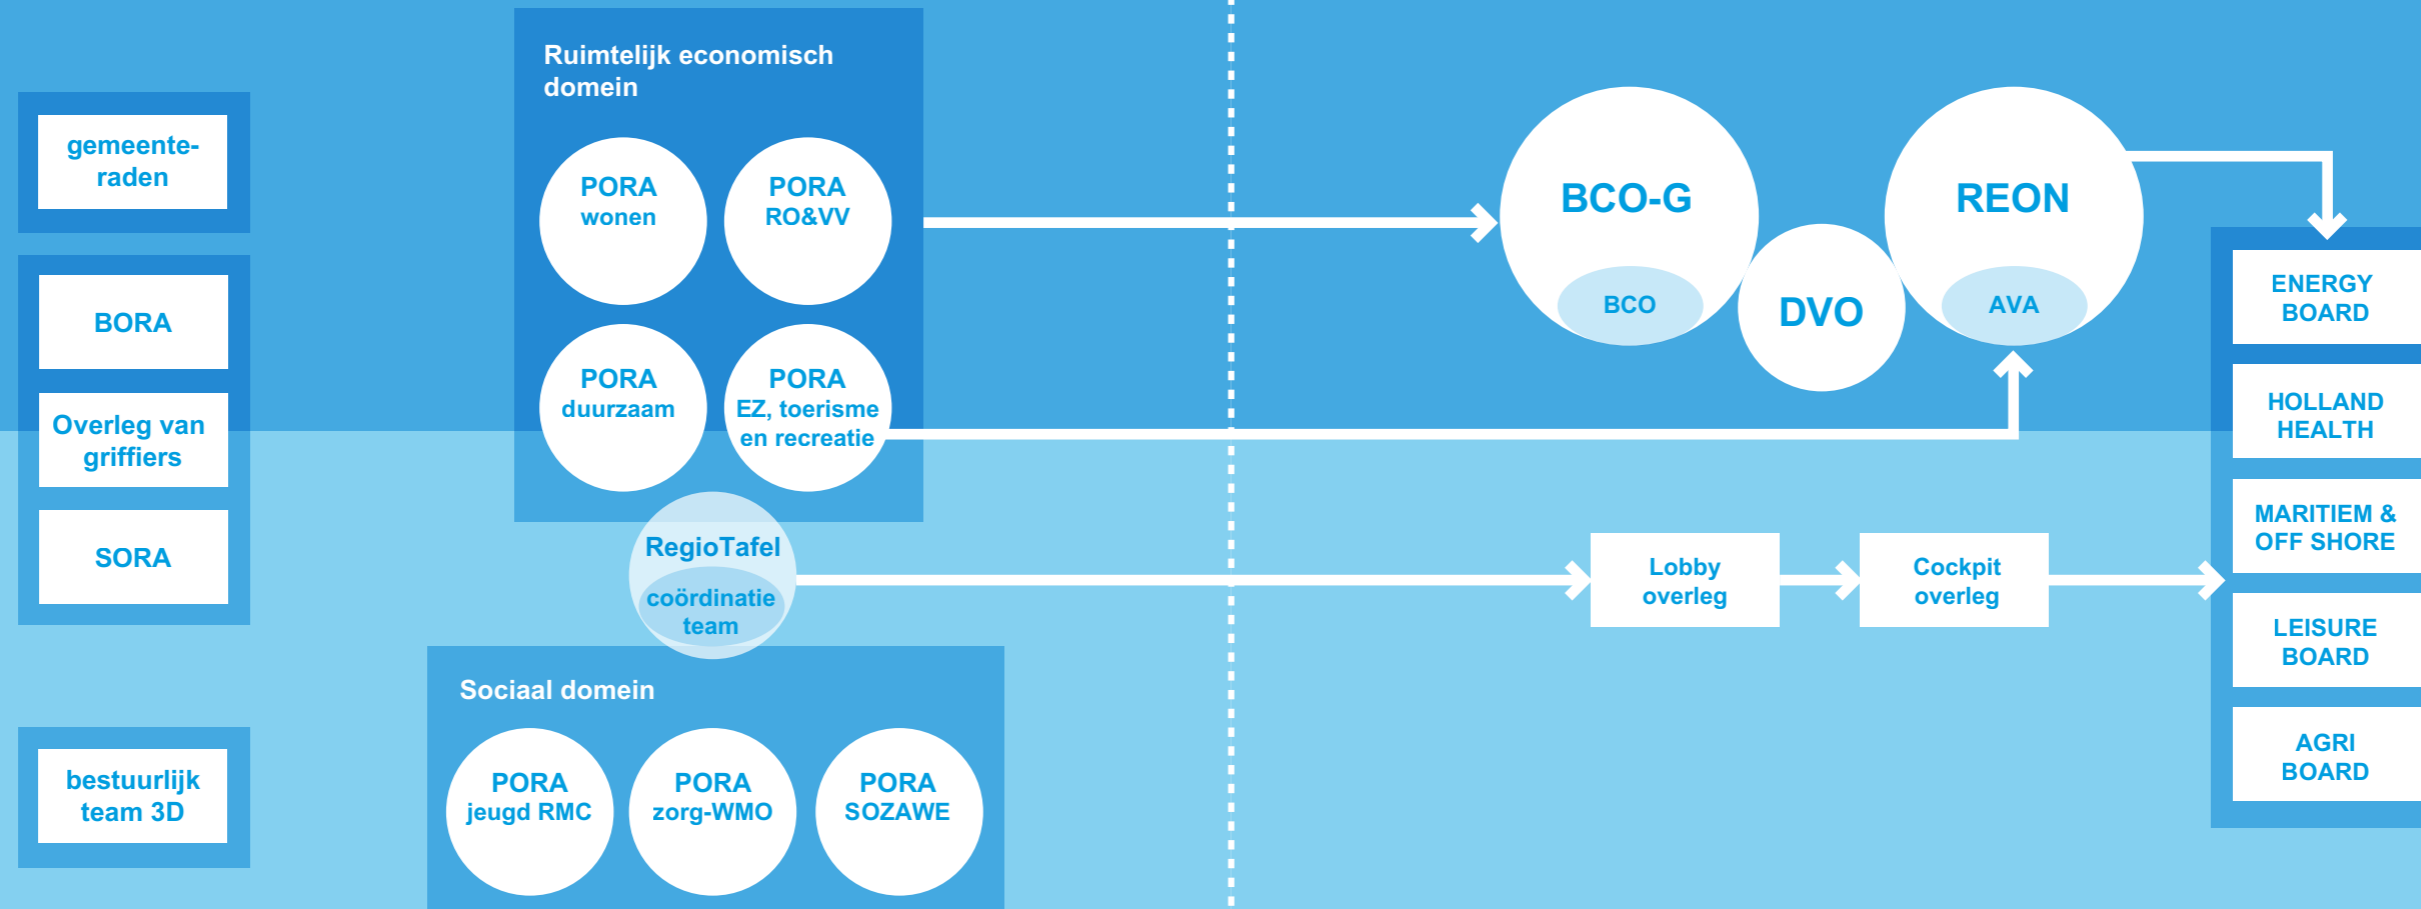 gemeente-
raden
BORA
Overleg van
griffiers
SORA
bestuurlijk
team 3D
Ruimtelijk economisch
domein
PORA
wonen
PORA
RO&VV
PORA
duurzaam
PORA
EZ, toerisme
en recreatie
RegioTafel
coördinatie
team
Sociaal domein
PORA
jeugd RMC
PORA
zorg-WMO
PORA
SOZAWE
BCO-G
BCO
DVO
REON
AVA
Lobby
overleg
Cockpit
overleg
ENERGY
BOARD
HOLLAND
HEALTH
MARITIEM &
OFF SHORE
LEISURE
BOARD
AGRI
BOARD